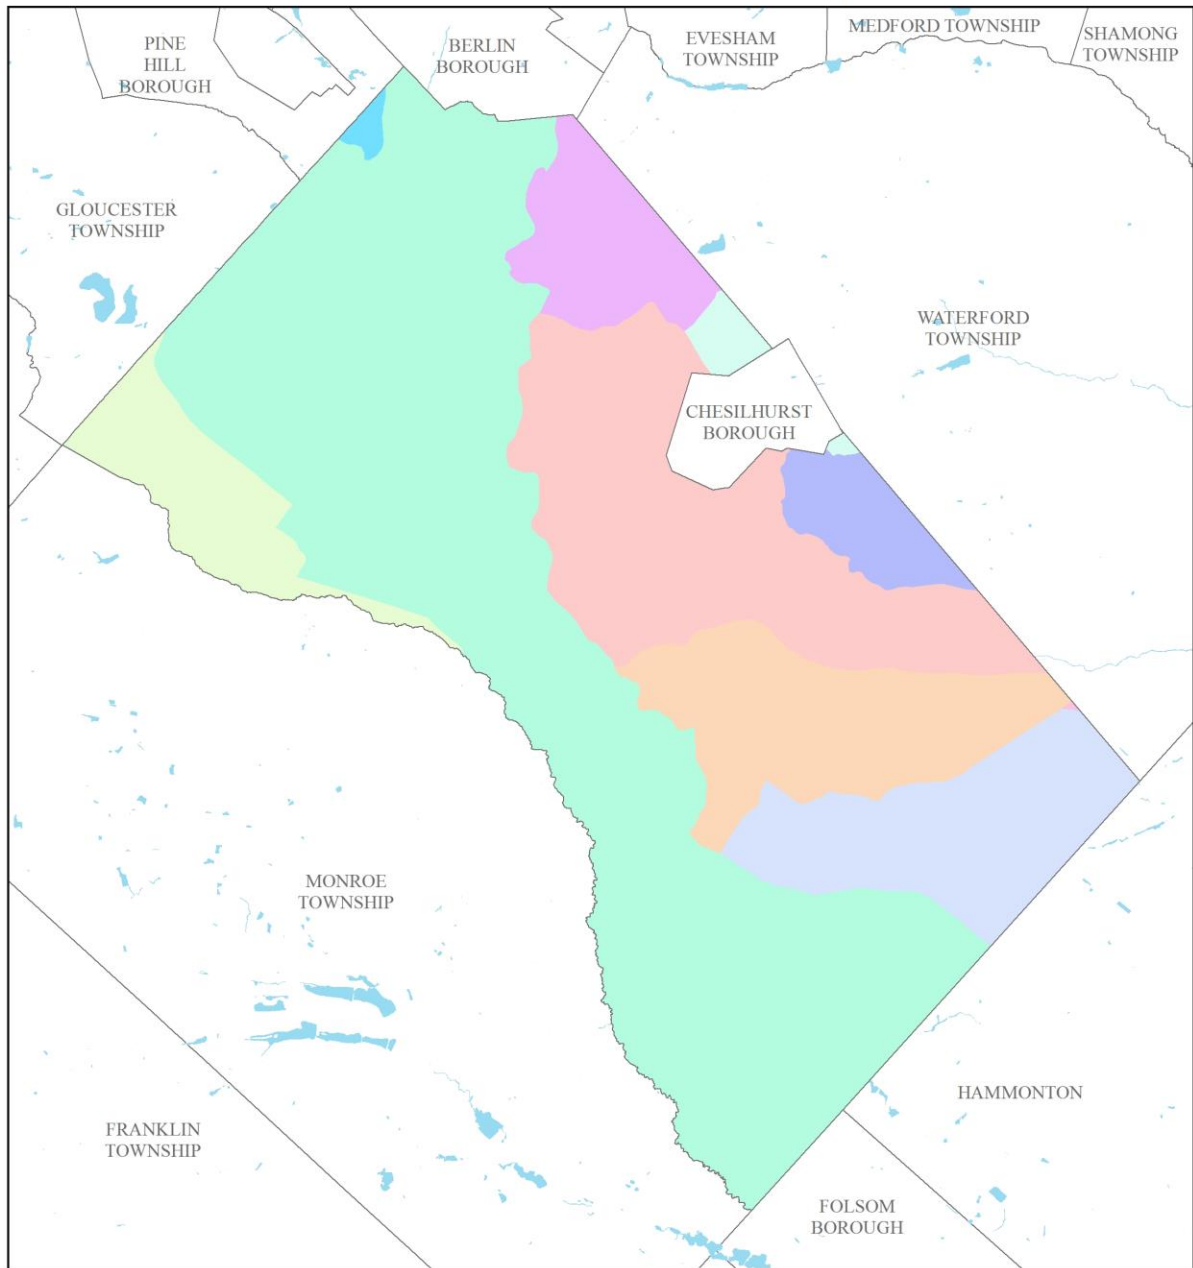 PINE
HILL
BOROUGH
BERLIN
BOROUGH
EVESHAM
TOWNSHIP
MEDFORD TOWNSHIP
SHAMONG
TOWNSHIP
GLOUCESTER
TOWNSHIP
WATERFORD
TOWNSHIP
CHESILHURST
BOROUGH
MONROE
TOWNSHIP
HAMMONTON
FRANKLIN
TOWNSHIP
FOLSOM
BOROUGH